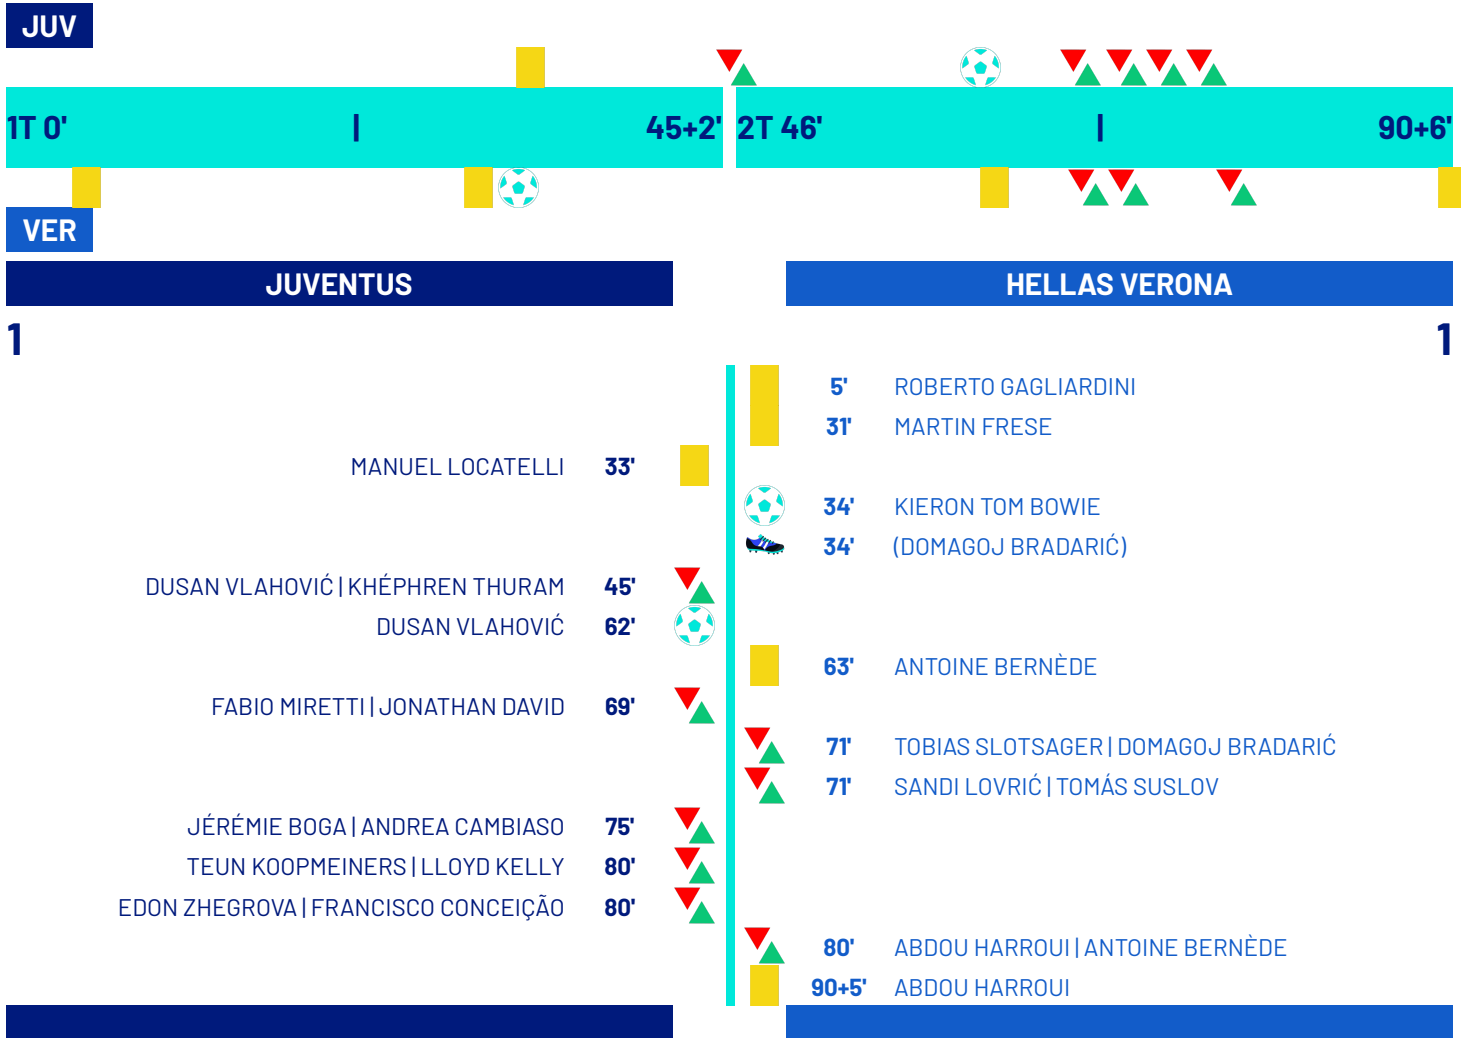 JUV
1T 0' | 45+2' 2T 46' | 90+6'
VER
JUVENTUS HELLAS VERONA
1 1
5' ROBERTO GAGLIARDINI
31' MARTIN FRESE
MANUEL LOCATELLI 33'
34' KIERON TOM BOWIE
34' (DOMAGOJ BRADARIĆ)
DUSAN VLAHOVIĆ | KHÉPHREN THURAM 45'
DUSAN VLAHOVIĆ 62'
63' ANTOINE BERNÈDE
FABIO MIRETTI | JONATHAN DAVID 69'
71' TOBIAS SLOTSAGER | DOMAGOJ BRADARIĆ
71' SANDI LOVRIĆ | TOMÁS SUSLOV
JÉRÉMIE BOGA | ANDREA CAMBIASO 75'
TEUN KOOPMEINERS | LLOYD KELLY 80'
EDON ZHEGROVA | FRANCISCO CONCEIÇÃO 80'
80' ABDOU HARROUI | ANTOINE BERNÈDE
90+5' ABDOU HARROUI